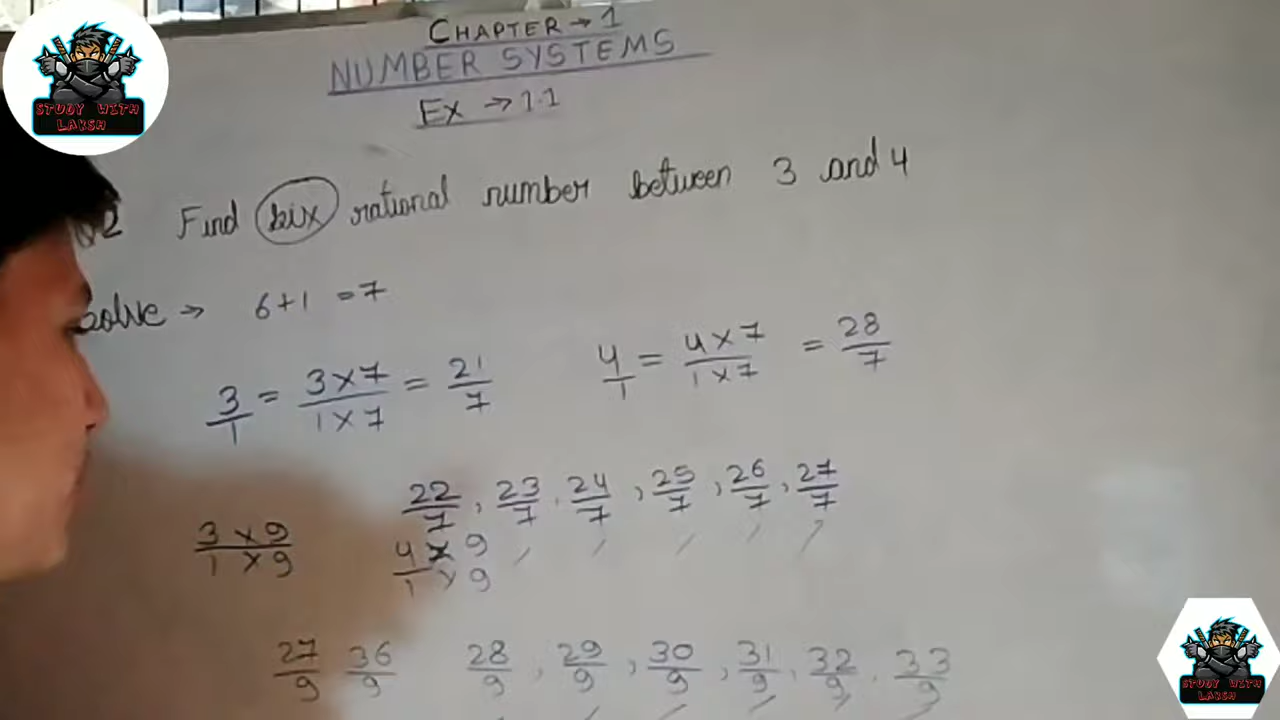 CHAPTER → 1
NUMBER SYSTEMS
Ex → 1.1
2 Find six rational number between 3 and 4
Solve → 6+1 = 7
3/1 = 3×7/1×7 = 21/7 4/1 = 4×7/1×7 = 28/7
22/7, 23/7, 24/7, 25/7, 26/7, 27/7
3×9/1×9 4×9/1×9
27/9 36/9 28/9, 29/9, 30/9, 31/9, 32/9, 33/9
STUDY WITH
LAKSH
STUDY WITH
LAKSH